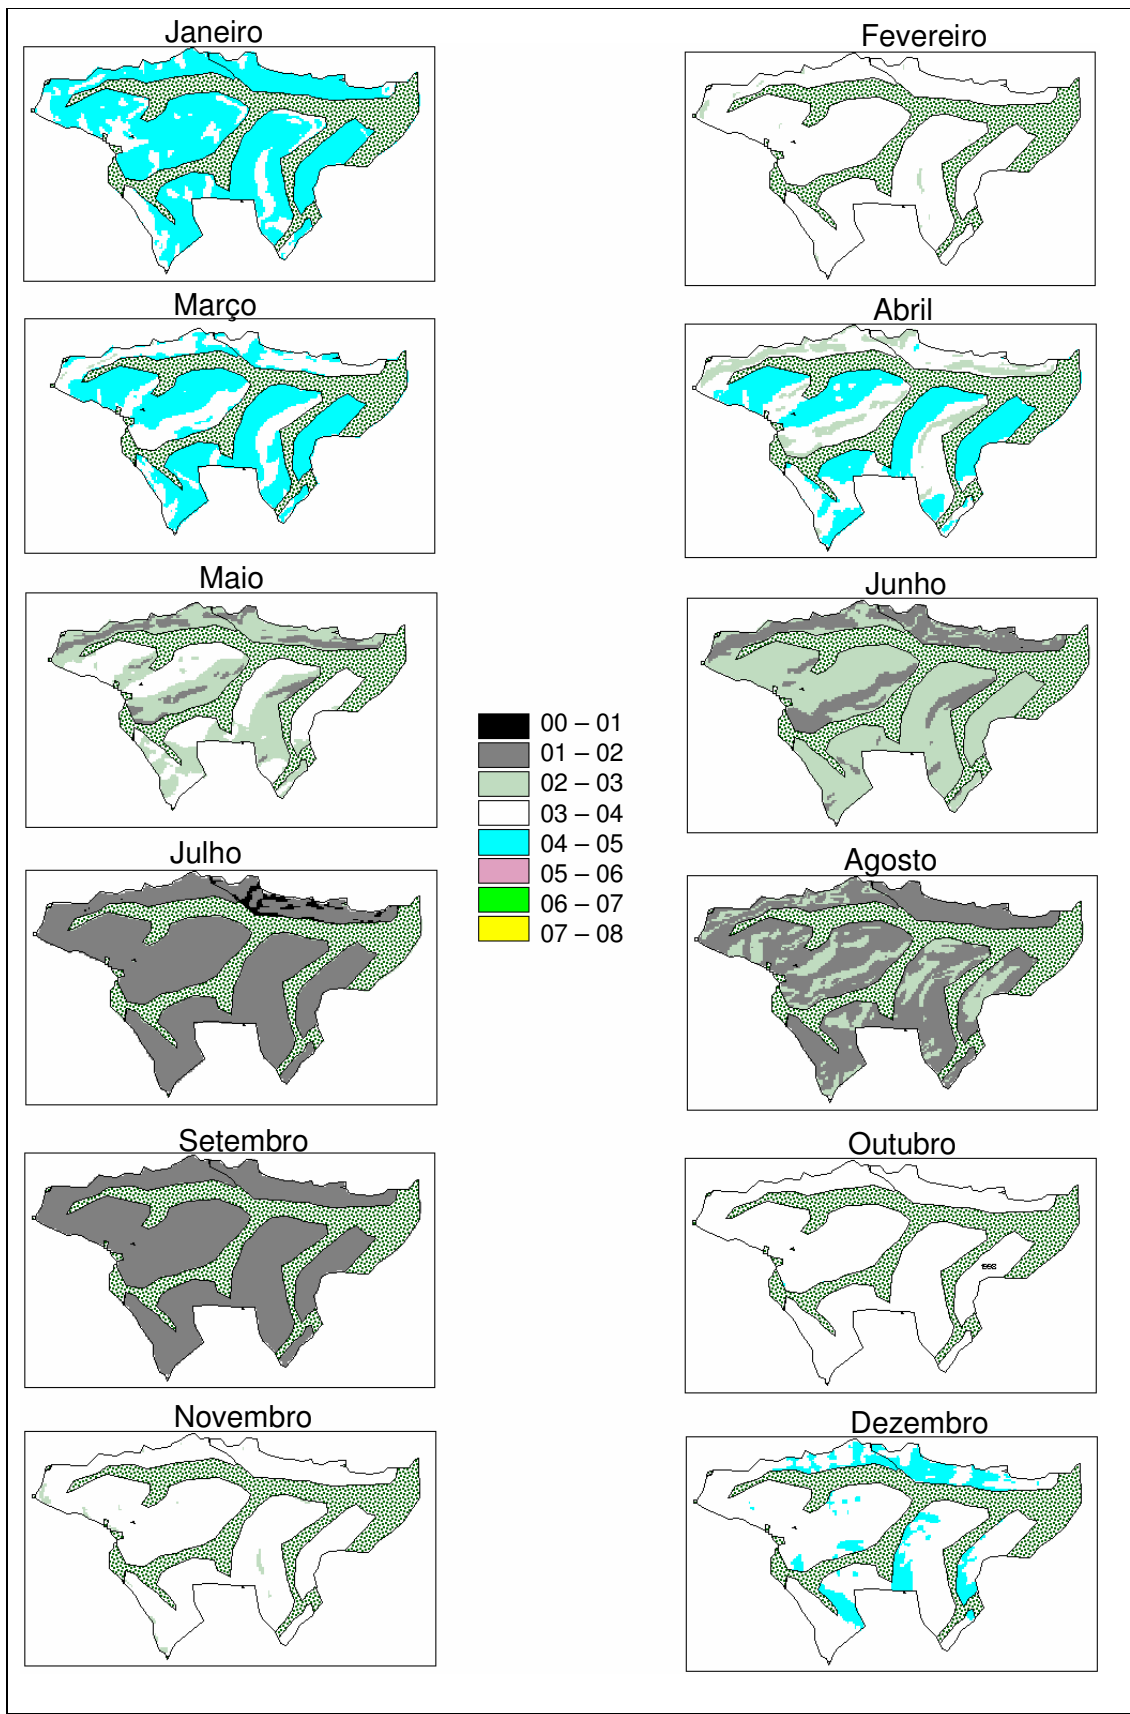 Janeiro
Fevereiro
Março
Abril
Maio
Junho
00 – 01
01 – 02
02 – 03
03 – 04
04 – 05
05 – 06
06 – 07
07 – 08
Julho
Agosto
Setembro
Outubro
Novembro
Dezembro